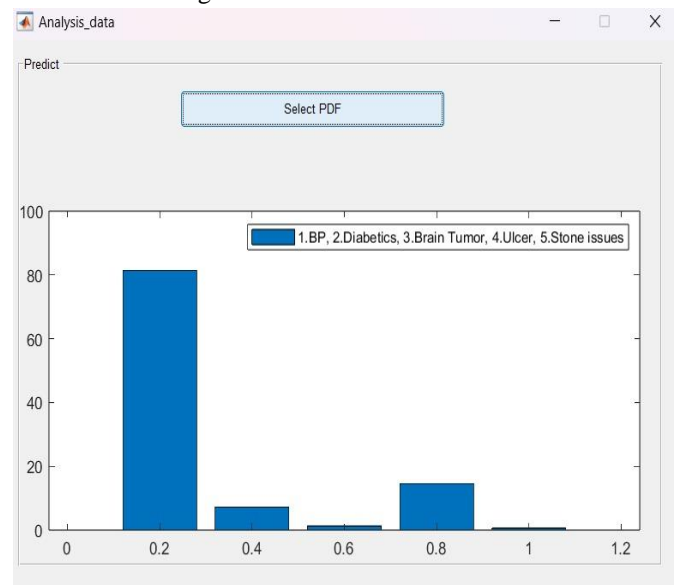 Analysis_data
Predict
Select PDF
100
1.BP, 2.Diabetics, 3.Brain Tumor, 4.Ulcer, 5.Stone issues
80
60
40
20
0
0 0.2 0.4 0.6 0.8 1 1.2